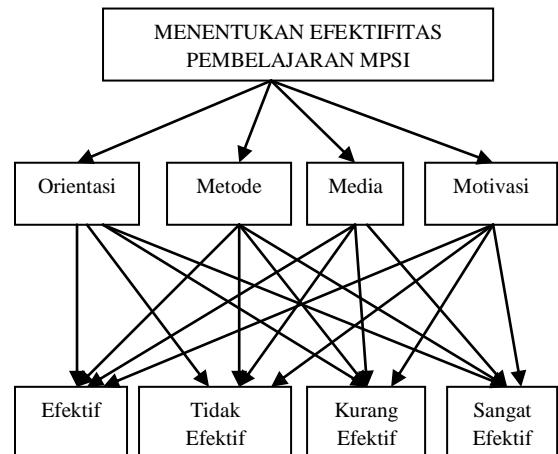 MENENTUKAN EFEKTIFITAS
PEMBELAJARAN MPSI
Orientasi
Metode
Media
Motivasi
Efektif
Tidak
Efektif
Kurang
Efektif
Sangat
Efektif